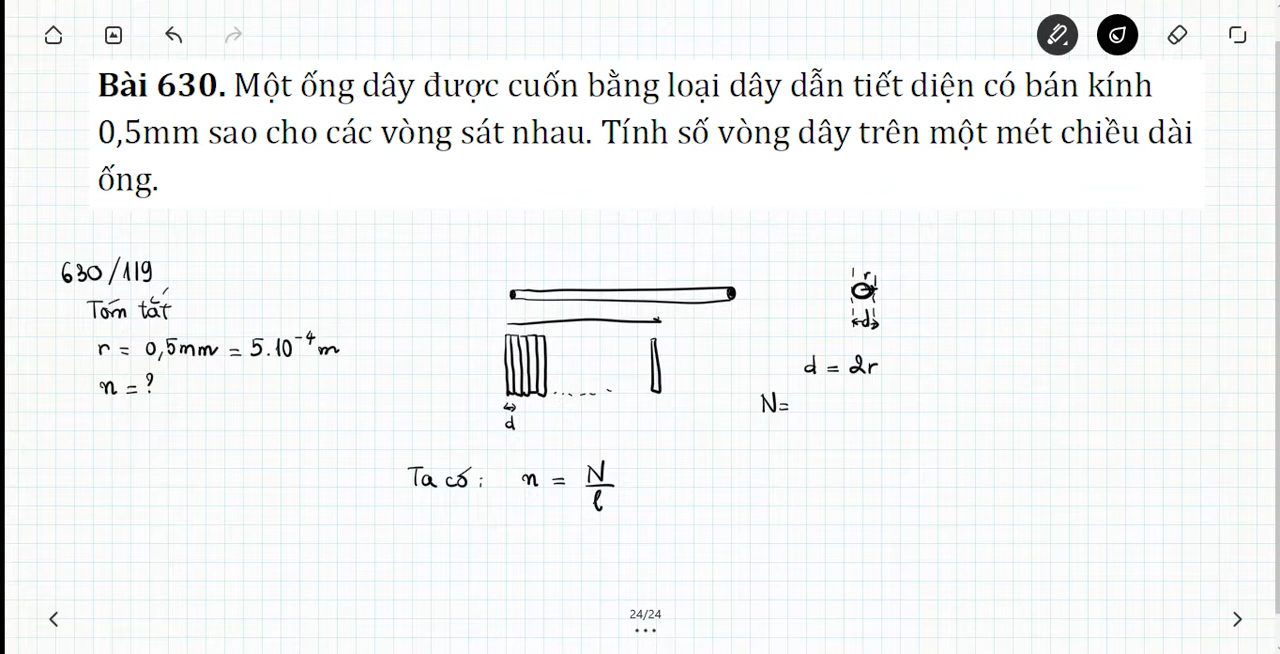 Bài 630. Một ống dây được cuốn bằng loại dây dẫn tiết diện có bán kính
0,5mm sao cho các vòng sát nhau. Tính số vòng dây trên một mét chiều dài
ống.
630/119
Tóm tắt
r = 0,5mm = 5.10⁻⁴m
n = ?
d
r
d
d = 2r
N=
Ta có: n = N/l
24/24